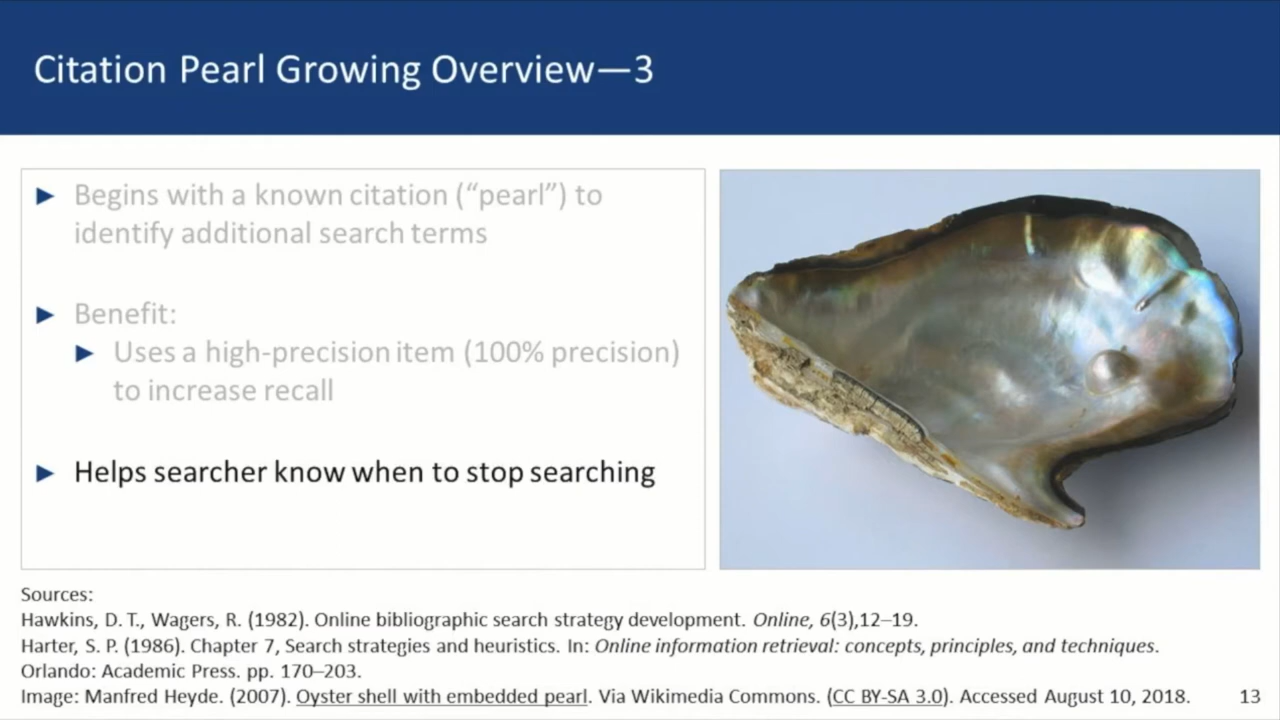 Citation Pearl Growing Overview—3
► Begins with a known citation (“pearl”) to
identify additional search terms
► Benefit:
► Uses a high-precision item (100% precision)
to increase recall
► Helps searcher know when to stop searching
Sources:
Hawkins, D. T., Wagers, R. (1982). Online bibliographic search strategy development. Online, 6(3),12–19.
Harter, S. P. (1986). Chapter 7, Search strategies and heuristics. In: Online information retrieval: concepts, principles, and techniques.
Orlando: Academic Press. pp. 170–203.
Image: Manfred Heyde. (2007). Oyster shell with embedded pearl. Via Wikimedia Commons. (CC BY-SA 3.0). Accessed August 10, 2018.
13